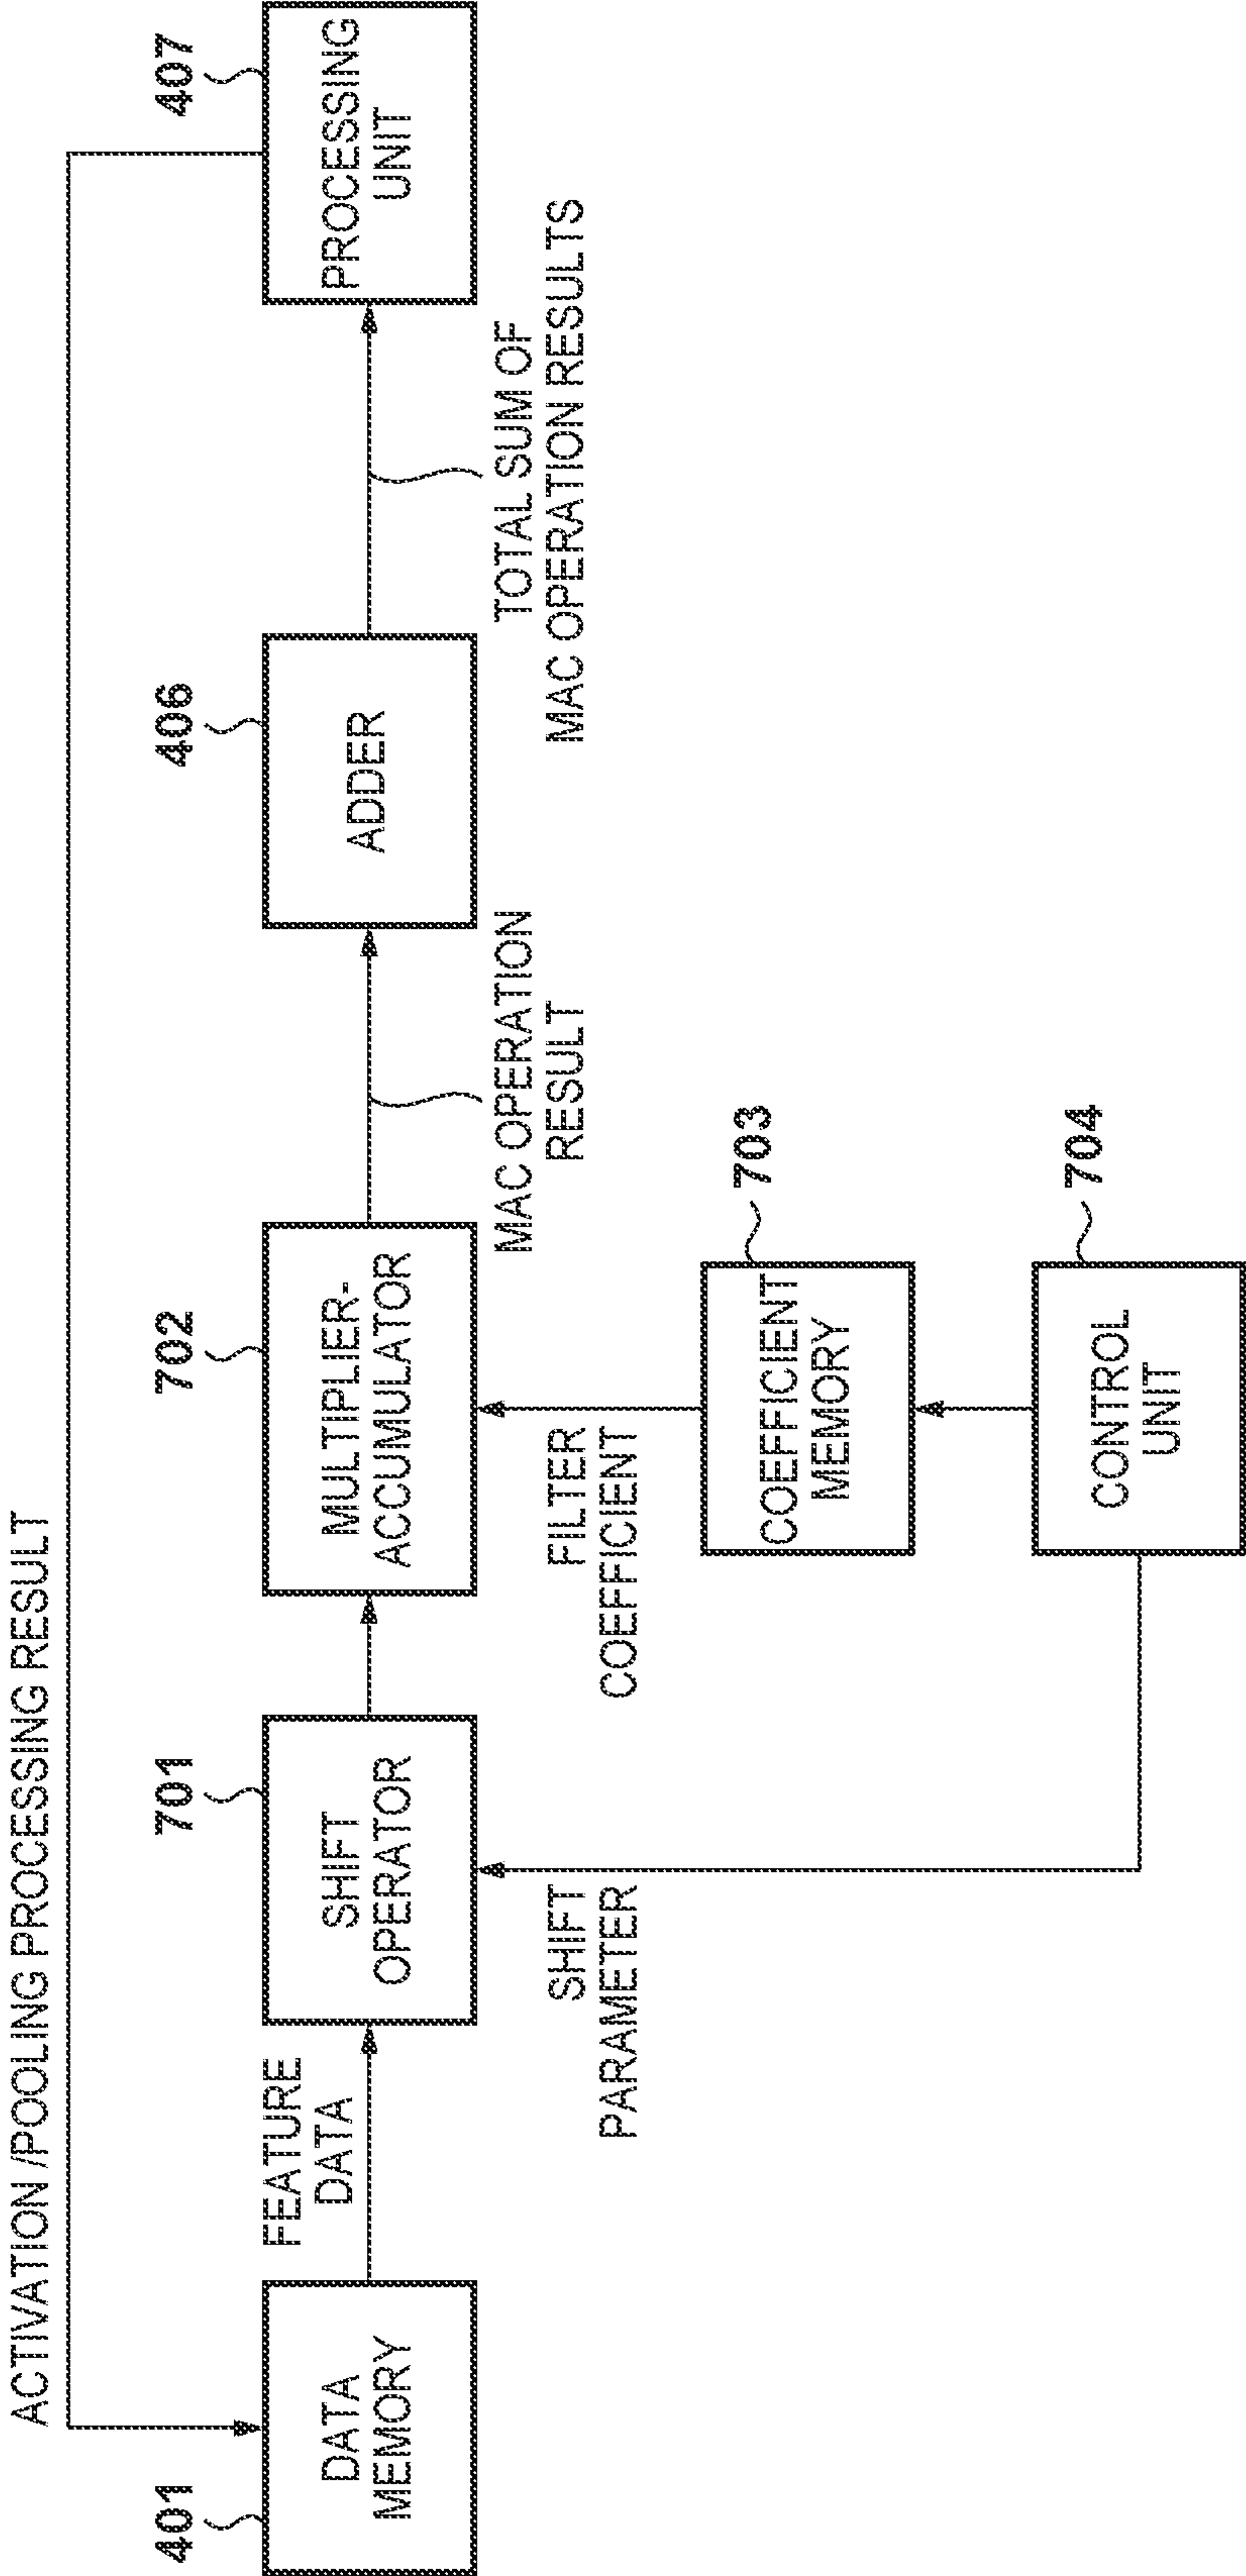 ACTIVATION /POOLING PROCESSING RESULT
401
701
702
406
407
DATA
MEMORY
FEATURE
DATA
SHIFT
OPERATOR
MULTIPLIER-
ACCUMULATOR
MAC OPERATION
RESULT
ADDER
TOTAL SUM OF
MAC OPERATION RESULTS
PROCESSING
UNIT
SHIFT
PARAMETER
FILTER
COEFFICIENT
703
COEFFICIENT
MEMORY
704
CONTROL
UNIT